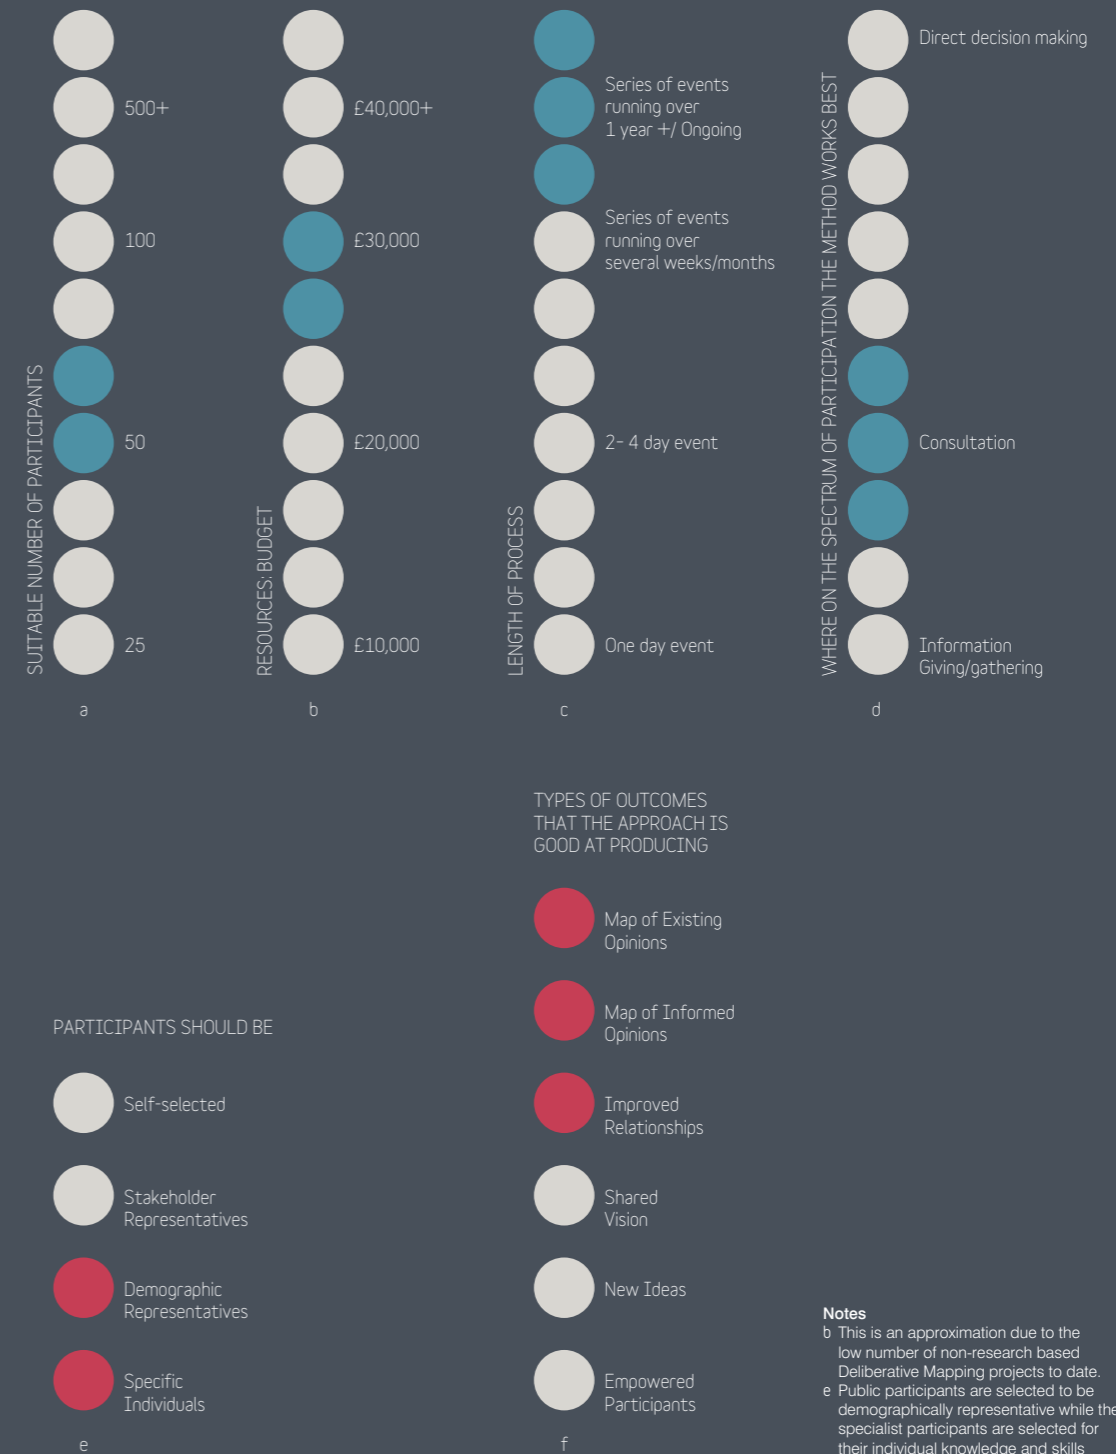 SUITABLE NUMBER OF PARTICIPANTS
500+
100
50
25
a
RESOURCES: BUDGET
£40,000+
£30,000
£20,000
£10,000
b
LENGTH OF PROCESS
Series of events
running over
1 year +/ Ongoing
Series of events
running over
several weeks/months
2- 4 day event
One day event
c
WHERE ON THE SPECTRUM OF PARTICIPATION THE METHOD WORKS BEST
Direct decision making
Consultation
Information
Giving/gathering
d
PARTICIPANTS SHOULD BE
Self-selected
Stakeholder
Representatives
Demographic
Representatives
Specific
Individuals
e
TYPES OF OUTCOMES
THAT THE APPROACH IS
GOOD AT PRODUCING
Map of Existing
Opinions
Map of Informed
Opinions
Improved
Relationships
Shared
Vision
New Ideas
Empowered
Participants
f
Notes
b This is an approximation due to the
low number of non-research based
Deliberative Mapping projects to date.
e Public participants are selected to be
demographically representative while the
specialist participants are selected for
their individual knowledge and skills